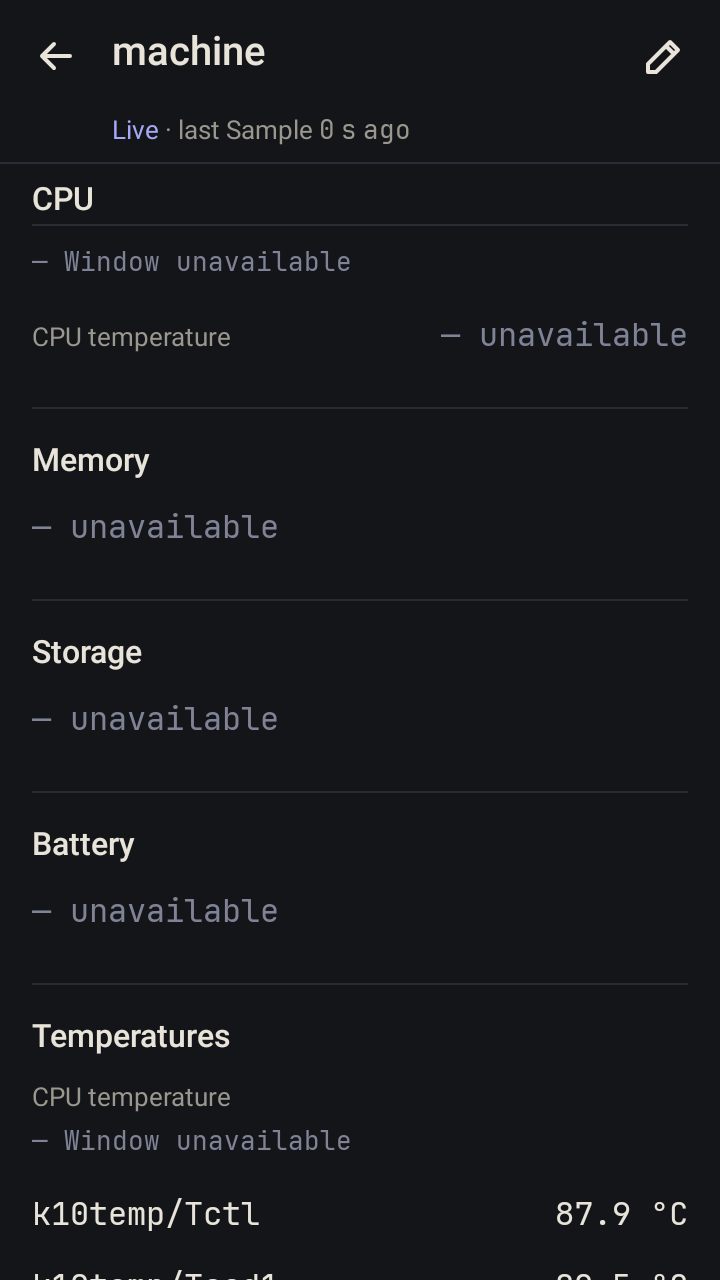 machine
Live · last Sample 0 s ago
CPU
— Window unavailable
CPU temperature — unavailable
Memory
— unavailable
Storage
— unavailable
Battery
— unavailable
Temperatures
CPU temperature
— Window unavailable
k10temp/Tctl 87.9 °C